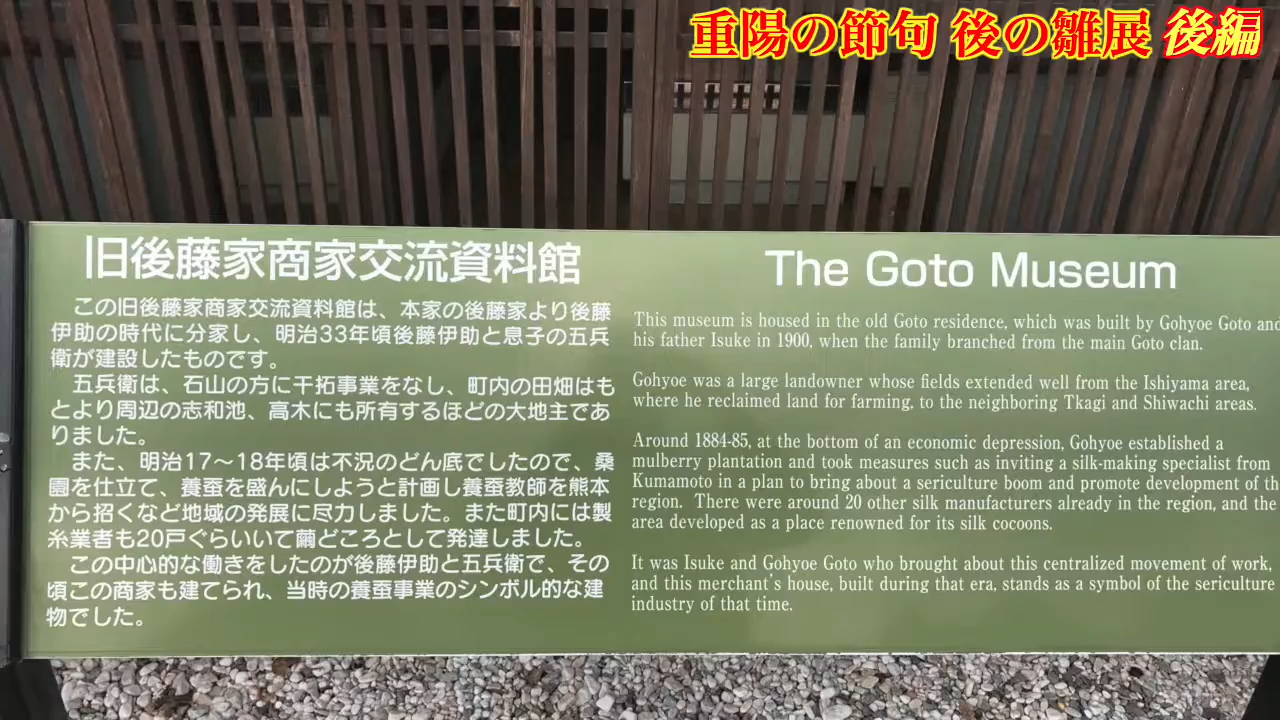 重陽の節句 後の雛展 後編
旧後藤家商家交流資料館
この旧後藤家商家交流資料館は、本家の後藤家より後藤
伊助の時代に分家し、明治33年頃後藤伊助と息子の五兵
衛が建設したものです。
五兵衛は、石山の方に干拓事業をなし、町内の田畑はも
とより周辺の志和池、高木にも所有するほどの大地主であ
りました。
また、明治17〜18年頃は不況のどん底でしたので、桑
園を仕立て、養蚕を盛んにしようと計画し養蚕教師を熊本
から招くなど地域の発展に尽力しました。また町内には製
糸業者も20戸ぐらいいて繭どころとして発達しました。
この中心的な働きをしたのが後藤伊助と五兵衛で、その
頃この商家も建てられ、当時の養蚕事業のシンボル的な建
物でした。
The Goto Museum
This museum is housed in the old Goto residence, which was built by Gohyoe Goto and
his father Isuke in 1900, when the family branched from the main Goto clan.
Gohyoe was a large landowner whose fields extended well from the Ishiyama area,
where he reclaimed land for farming, to the neighboring Tkagi and Shiwachi areas.
Around 1884-85, at the bottom of an economic depression, Gohyoe established a
mulberry plantation and took measures such as inviting a silk-making specialist from
Kumamoto in a plan to bring about a sericulture boom and promote development of th
region. There were around 20 other silk manufacturers already in the region, and the
area developed as a place renowned for its silk cocoons.
It was Isuke and Gohyoe Goto who brought about this centralized movement of work,
and this merchant's house, built during that era, stands as a symbol of the sericulture
industry of that time.